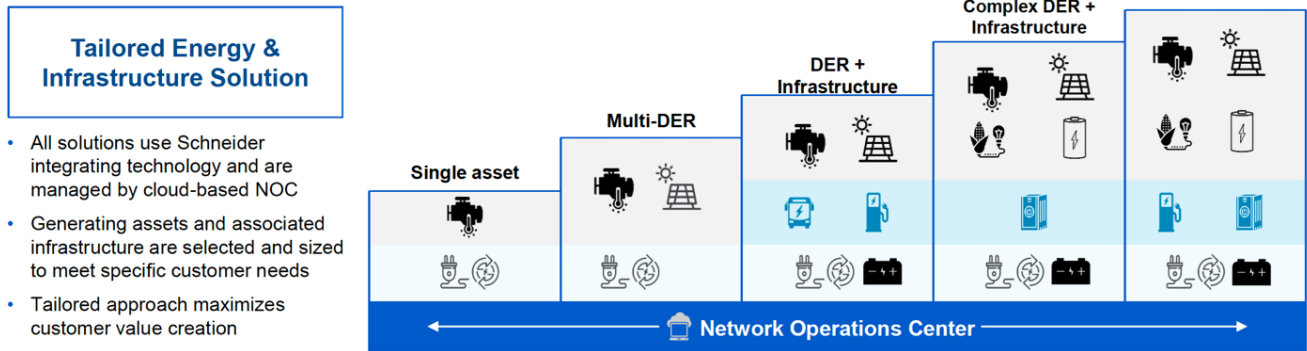 Tailored Energy &
Infrastructure Solution
• All solutions use Schneider
integrating technology and are
managed by cloud-based NOC
• Generating assets and associated
infrastructure are selected and sized
to meet specific customer needs
• Tailored approach maximizes
customer value creation
Single asset
Multi-DER
DER +
Infrastructure
Complex DER +
Infrastructure
Network Operations Center